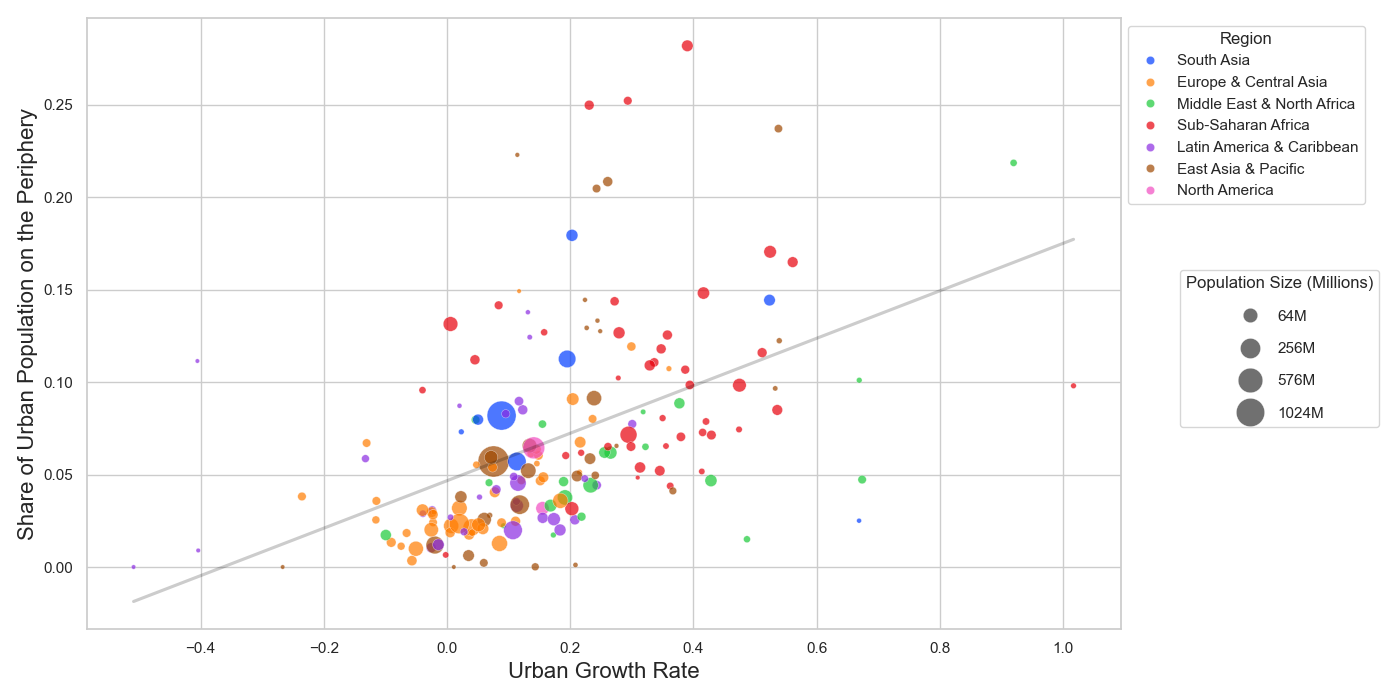 Share of Urban Population on the Periphery
0.25
0.20
0.15
0.10
0.05
0.00
−0.4
−0.2
0.0
0.2
0.4
0.6
0.8
1.0
Urban Growth Rate
Region
South Asia
Europe & Central Asia
Middle East & North Africa
Sub-Saharan Africa
Latin America & Caribbean
East Asia & Pacific
North America
Population Size (Millions)
64M
256M
576M
1024M